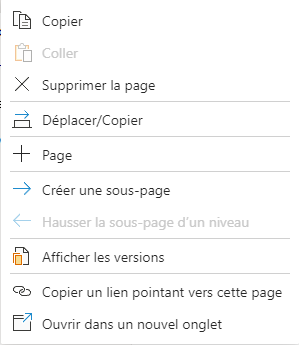 Copier
Coller
Supprimer la page
Déplacer/Copier
Page
Créer une sous-page
Hausser la sous-page d'un niveau
Afficher les versions
Copier un lien pointant vers cette page
Ouvrir dans un nouvel onglet